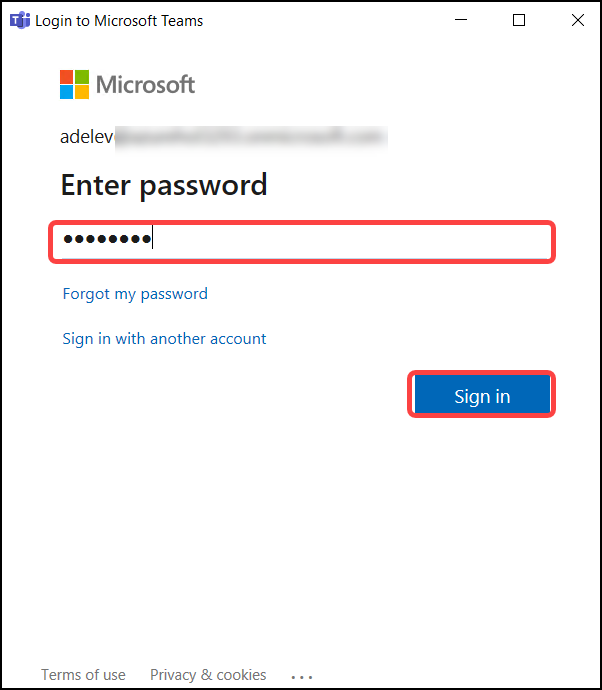 Login to Microsoft Teams
Microsoft
adelev
Enter password
••••••••
Forgot my password
Sign in with another account
Sign in
Terms of use Privacy & cookies ...